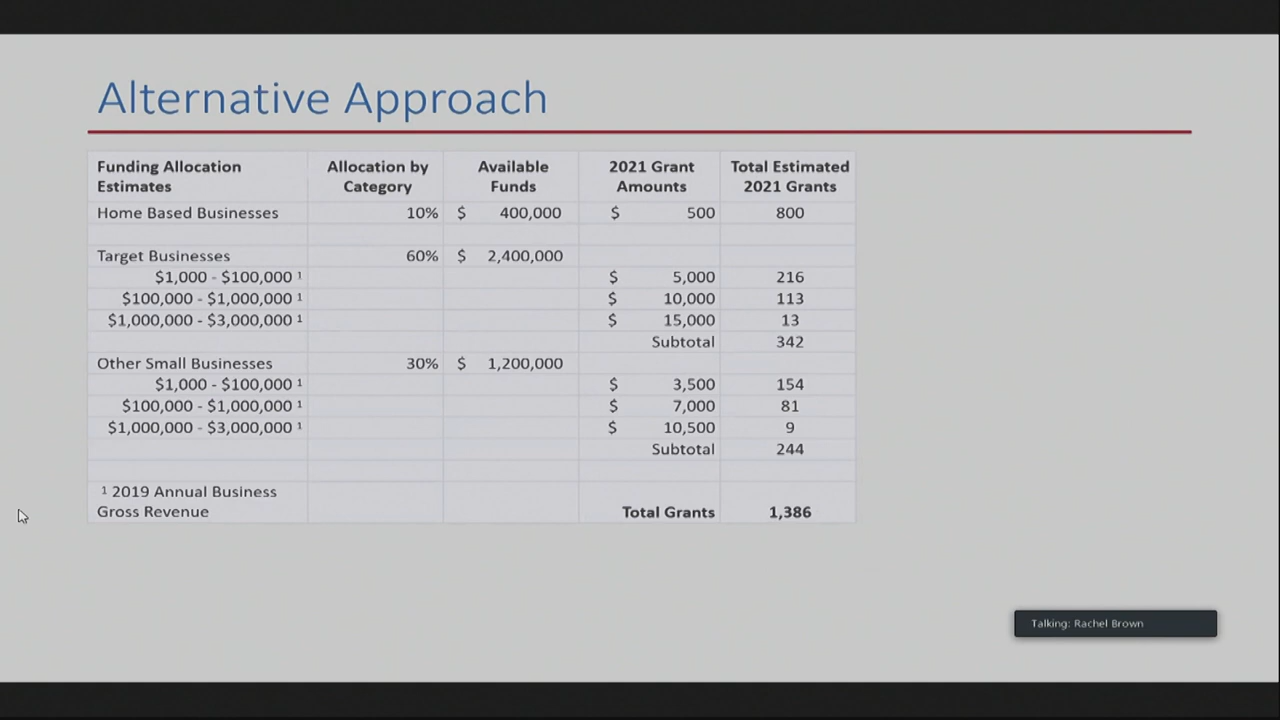 Alternative Approach
Funding Allocation Estimates | Allocation by Category | Available Funds | 2021 Grant Amounts | Total Estimated 2021 Grants
Home Based Businesses 10% $ 400,000 $ 500 800
Target Businesses 60% $ 2,400,000
$1,000 - $100,000 ¹ $ 5,000 216
$100,000 - $1,000,000 ¹ $ 10,000 113
$1,000,000 - $3,000,000 ¹ $ 15,000 13
Subtotal 342
Other Small Businesses 30% $ 1,200,000
$1,000 - $100,000 ¹ $ 3,500 154
$100,000 - $1,000,000 ¹ $ 7,000 81
$1,000,000 - $3,000,000 ¹ $ 10,500 9
Subtotal 244
¹ 2019 Annual Business
Gross Revenue Total Grants 1,386
Talking: Rachel Brown